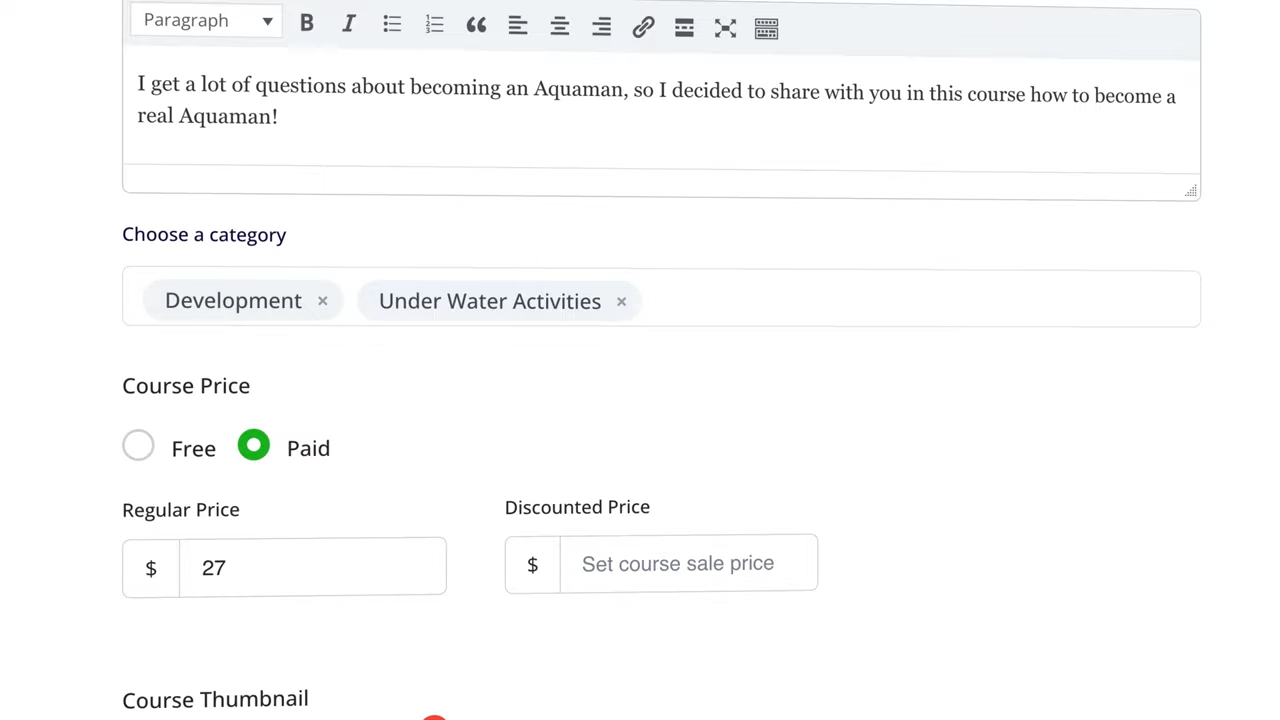 Paragraph
B I
I get a lot of questions about becoming an Aquaman, so I decided to share with you in this course how to become a
real Aquaman!
Choose a category
Development × Under Water Activities ×
Course Price
Free Paid
Regular Price Discounted Price
$ 27 $ Set course sale price
Course Thumbnail